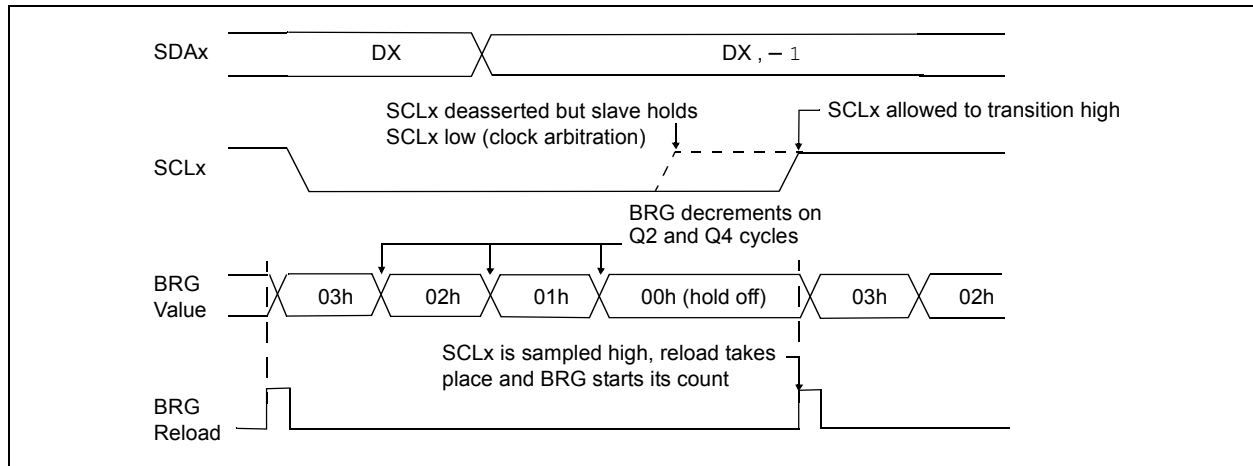 SDAx
DX
DX , – 1
SCLx deasserted but slave holds
SCLx low (clock arbitration)
SCLx allowed to transition high
SCLx
BRG decrements on
Q2 and Q4 cycles
BRG
Value
03h
02h
01h
00h (hold off)
03h
02h
SCLx is sampled high, reload takes
place and BRG starts its count
BRG
Reload